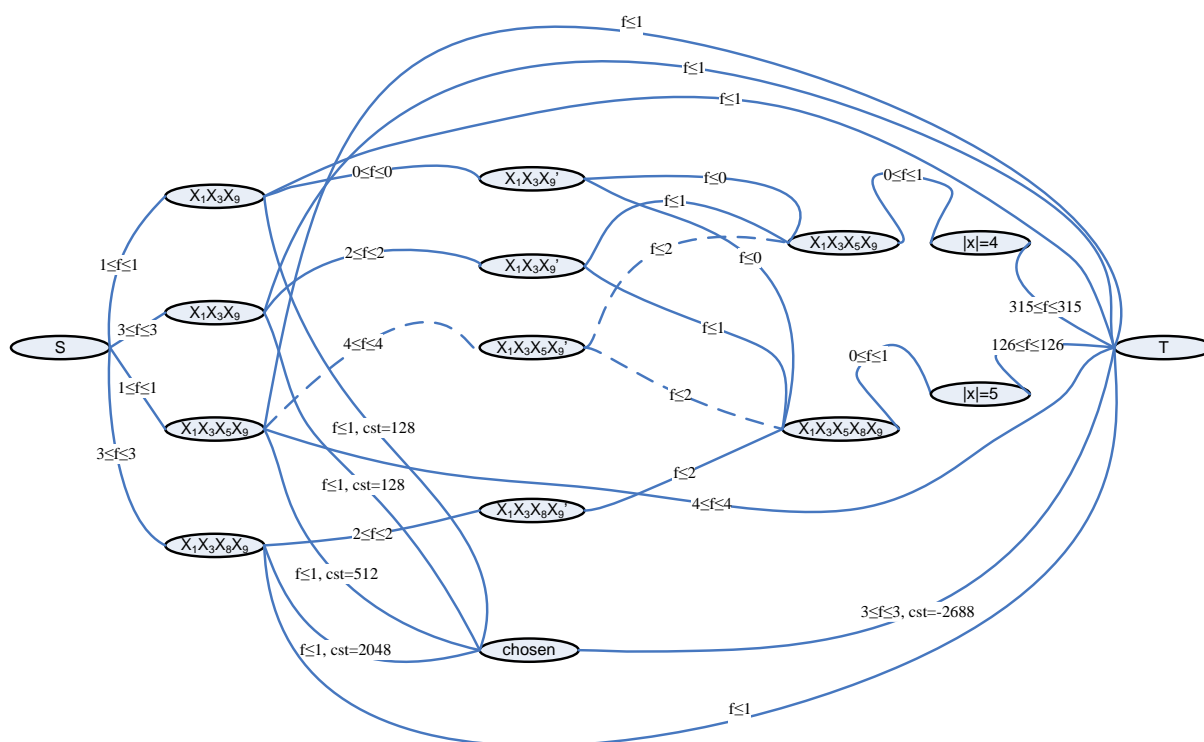 f≤1
f≤1
f≤1
0≤f≤0
X₁X₃X₉'
f≤0
0≤f≤1
X₁X₃X₉
1≤f≤1
f≤1
2≤f≤2
X₁X₃X₉'
f≤2
f≤0
X₁X₃X₅X₉
|x|=4
X₁X₃X₉
3≤f≤3
315≤f≤315
S
4≤f≤4
X₁X₃X₅X₉'
f≤1
0≤f≤1
126≤f≤126
T
1≤f≤1
f≤2
|x|=5
X₁X₃X₅X₉
f≤1, cst=128
X₁X₃X₅X₈X₉
3≤f≤3
f≤1, cst=128
f≤2
4≤f≤4
X₁X₃X₈X₉'
2≤f≤2
X₁X₃X₈X₉
f≤1, cst=512
3≤f≤3, cst=-2688
f≤1, cst=2048
chosen
f≤1